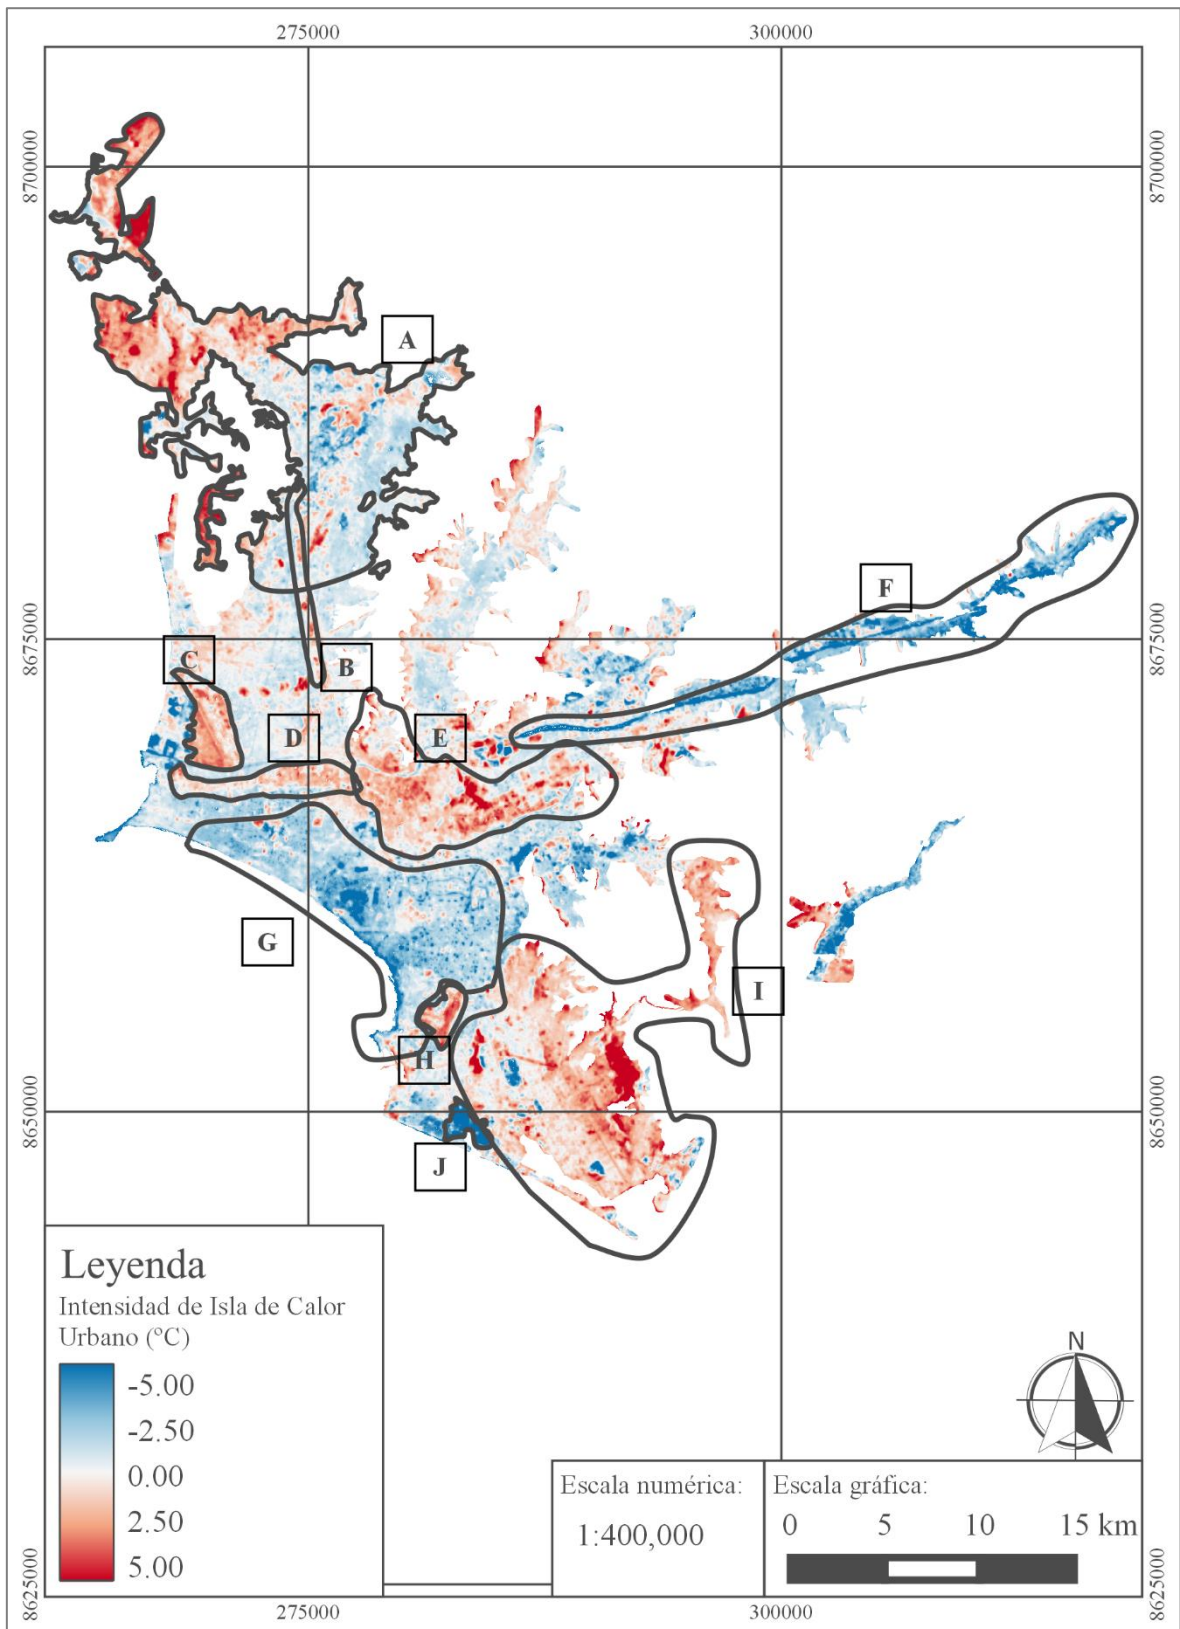 275000
300000
8700000
8700000
A
F
8675000
8675000
C
B
D
E
G
I
H
8650000
8650000
J
Leyenda
Intensidad de Isla de Calor
Urbano (ºC)
-5.00
-2.50
0.00
2.50
5.00
N
Escala numérica:
1:400,000
Escala gráfica:
0 5 10 15 km
8625000
8625000
275000
300000